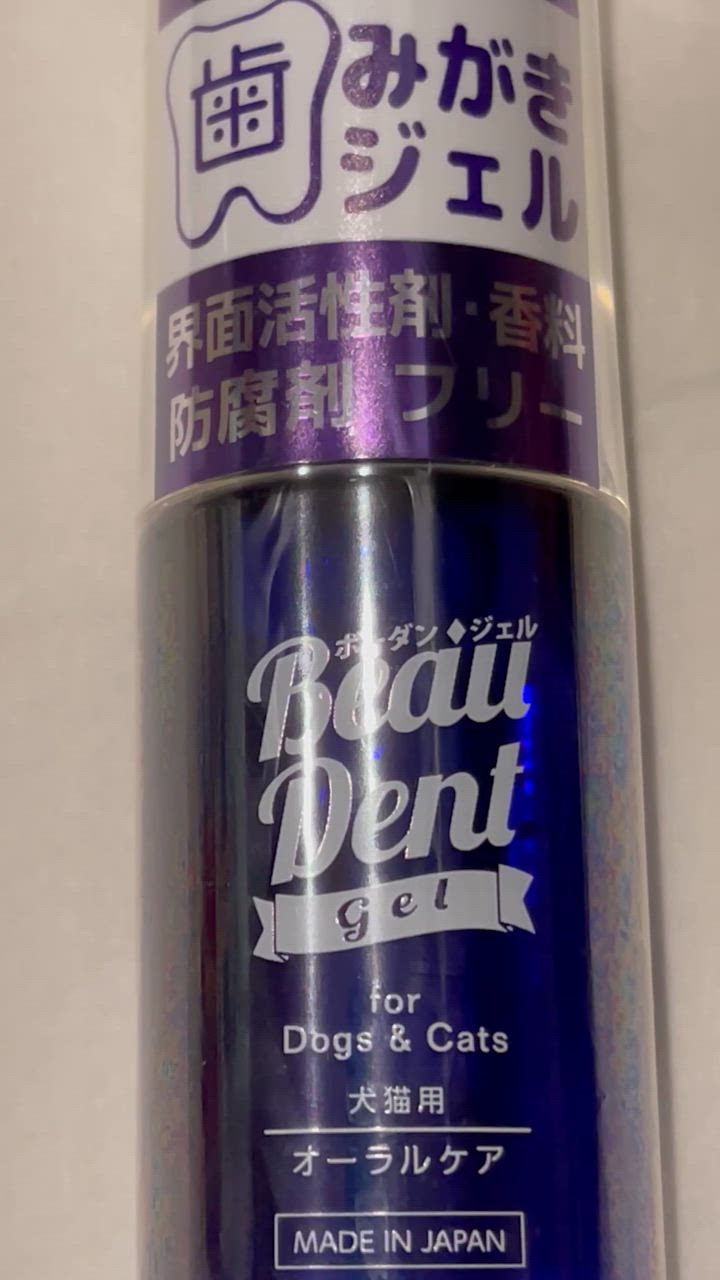 歯みがき
ジェル
界面活性剤・香料
防腐剤 フリー
ボーダン♦ジェル
Beau
Dent
gel
for
Dogs & Cats
犬猫用
オーラルケア
MADE IN JAPAN